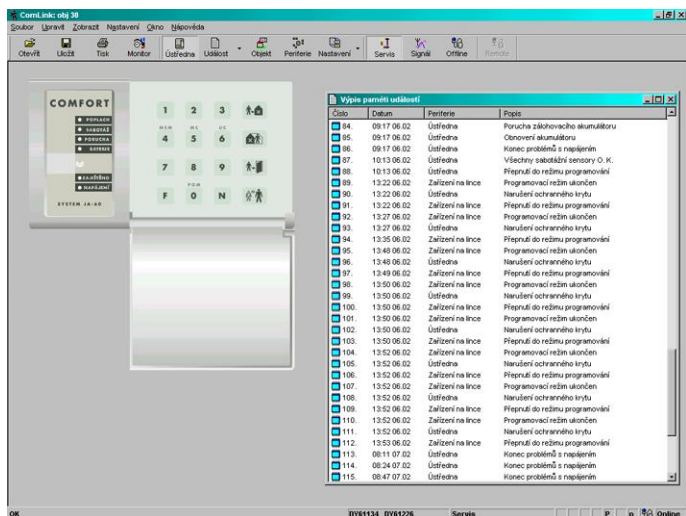 ComLink: obj 30
Soubor Upravit Zobrazit Nastavení Okno Nápověda
Otevřít Uložit Tisk Monitor Ústředna Událost Objekt Periferie Nastavení Servis Signál Offline Remote
COMFORT
POPLACH
SABOTÁŽ
PORUCHA
BATERIE
ZAJIŠTĚNO
NAPÁJENÍ
SYSTEM JA-60
1 2 3
MEM NC UC
4 5 6
7 8 9
PGM
F 0 N
Výpis paměti událostí
Číslo Datum Periferie Popis
84. 09:17 06.02 Ústředna Porucha zálohovacího akumulátoru
85. 09:17 06.02 Ústředna Obnovení akumulátoru
86. 09:17 06.02 Ústředna Konec problémů s napájením
87. 10:13 06.02 Ústředna Všechny sabotážní sensory O. K.
88. 10:13 06.02 Ústředna Přepnutí do režimu programování
89. 13:22 06.02 Zařízení na lince Programovací režim ukončen
90. 13:22 06.02 Ústředna Narušení ochranného krytu
91. 13:22 06.02 Zařízení na lince Přepnutí do režimu programování
92. 13:27 06.02 Zařízení na lince Programovací režim ukončen
93. 13:27 06.02 Ústředna Narušení ochranného krytu
94. 13:35 06.02 Zařízení na lince Přepnutí do režimu programování
95. 13:48 06.02 Zařízení na lince Programovací režim ukončen
96. 13:48 06.02 Ústředna Narušení ochranného krytu
97. 13:49 06.02 Zařízení na lince Přepnutí do režimu programování
98. 13:50 06.02 Zařízení na lince Programovací režim ukončen
99. 13:50 06.02 Ústředna Narušení ochranného krytu
100. 13:50 06.02 Zařízení na lince Přepnutí do režimu programování
101. 13:50 06.02 Zařízení na lince Programovací režim ukončen
102. 13:50 06.02 Ústředna Narušení ochranného krytu
103. 13:50 06.02 Zařízení na lince Přepnutí do režimu programování
104. 13:52 06.02 Zařízení na lince Programovací režim ukončen
105. 13:52 06.02 Ústředna Narušení ochranného krytu
106. 13:52 06.02 Zařízení na lince Přepnutí do režimu programování
107. 13:52 06.02 Zařízení na lince Programovací režim ukončen
108. 13:52 06.02 Ústředna Narušení ochranného krytu
109. 13:52 06.02 Zařízení na lince Přepnutí do režimu programování
110. 13:52 06.02 Zařízení na lince Programovací režim ukončen
111. 13:52 06.02 Ústředna Narušení ochranného krytu
112. 13:53 06.02 Zařízení na lince Přepnutí do režimu programování
113. 08:11 07.02 Ústředna Konec problémů s napájením
114. 08:24 07.02 Ústředna Konec problémů s napájením
115. 08:47 07.02 Ústředna Konec problémů s napájením
OK DY61134 DY61226 Servis P p Online